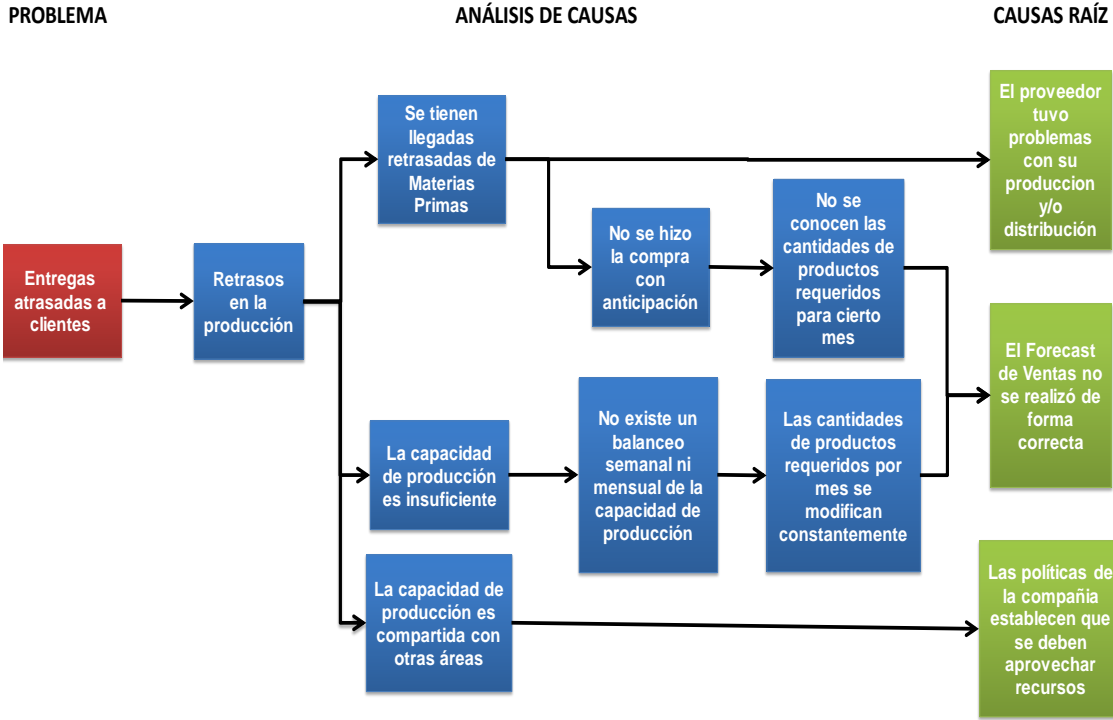 PROBLEMA
ANÁLISIS DE CAUSAS
CAUSAS RAÍZ
Entregas
atrasadas a
clientes
Retrasos
en la
producción
Se tienen
llegadas
retrasadas de
Materias
Primas
No se hizo
la compra
con
anticipación
No se
conocen las
cantidades de
productos
requeridos
para cierto
mes
El proveedor
tuvo
problemas
con su
produccion
y/o
distribución
La capacidad
de producción
es insuficiente
No existe un
balanceo
semanal ni
mensual de la
capacidad de
producción
Las cantidades
de productos
requeridos por
mes se
modifican
constantemente
El Forecast
de Ventas no
se realizó de
forma
correcta
La capacidad de
producción es
compartida con
otras áreas
Las políticas de
la compañia
establecen que
se deben
aprovechar
recursos